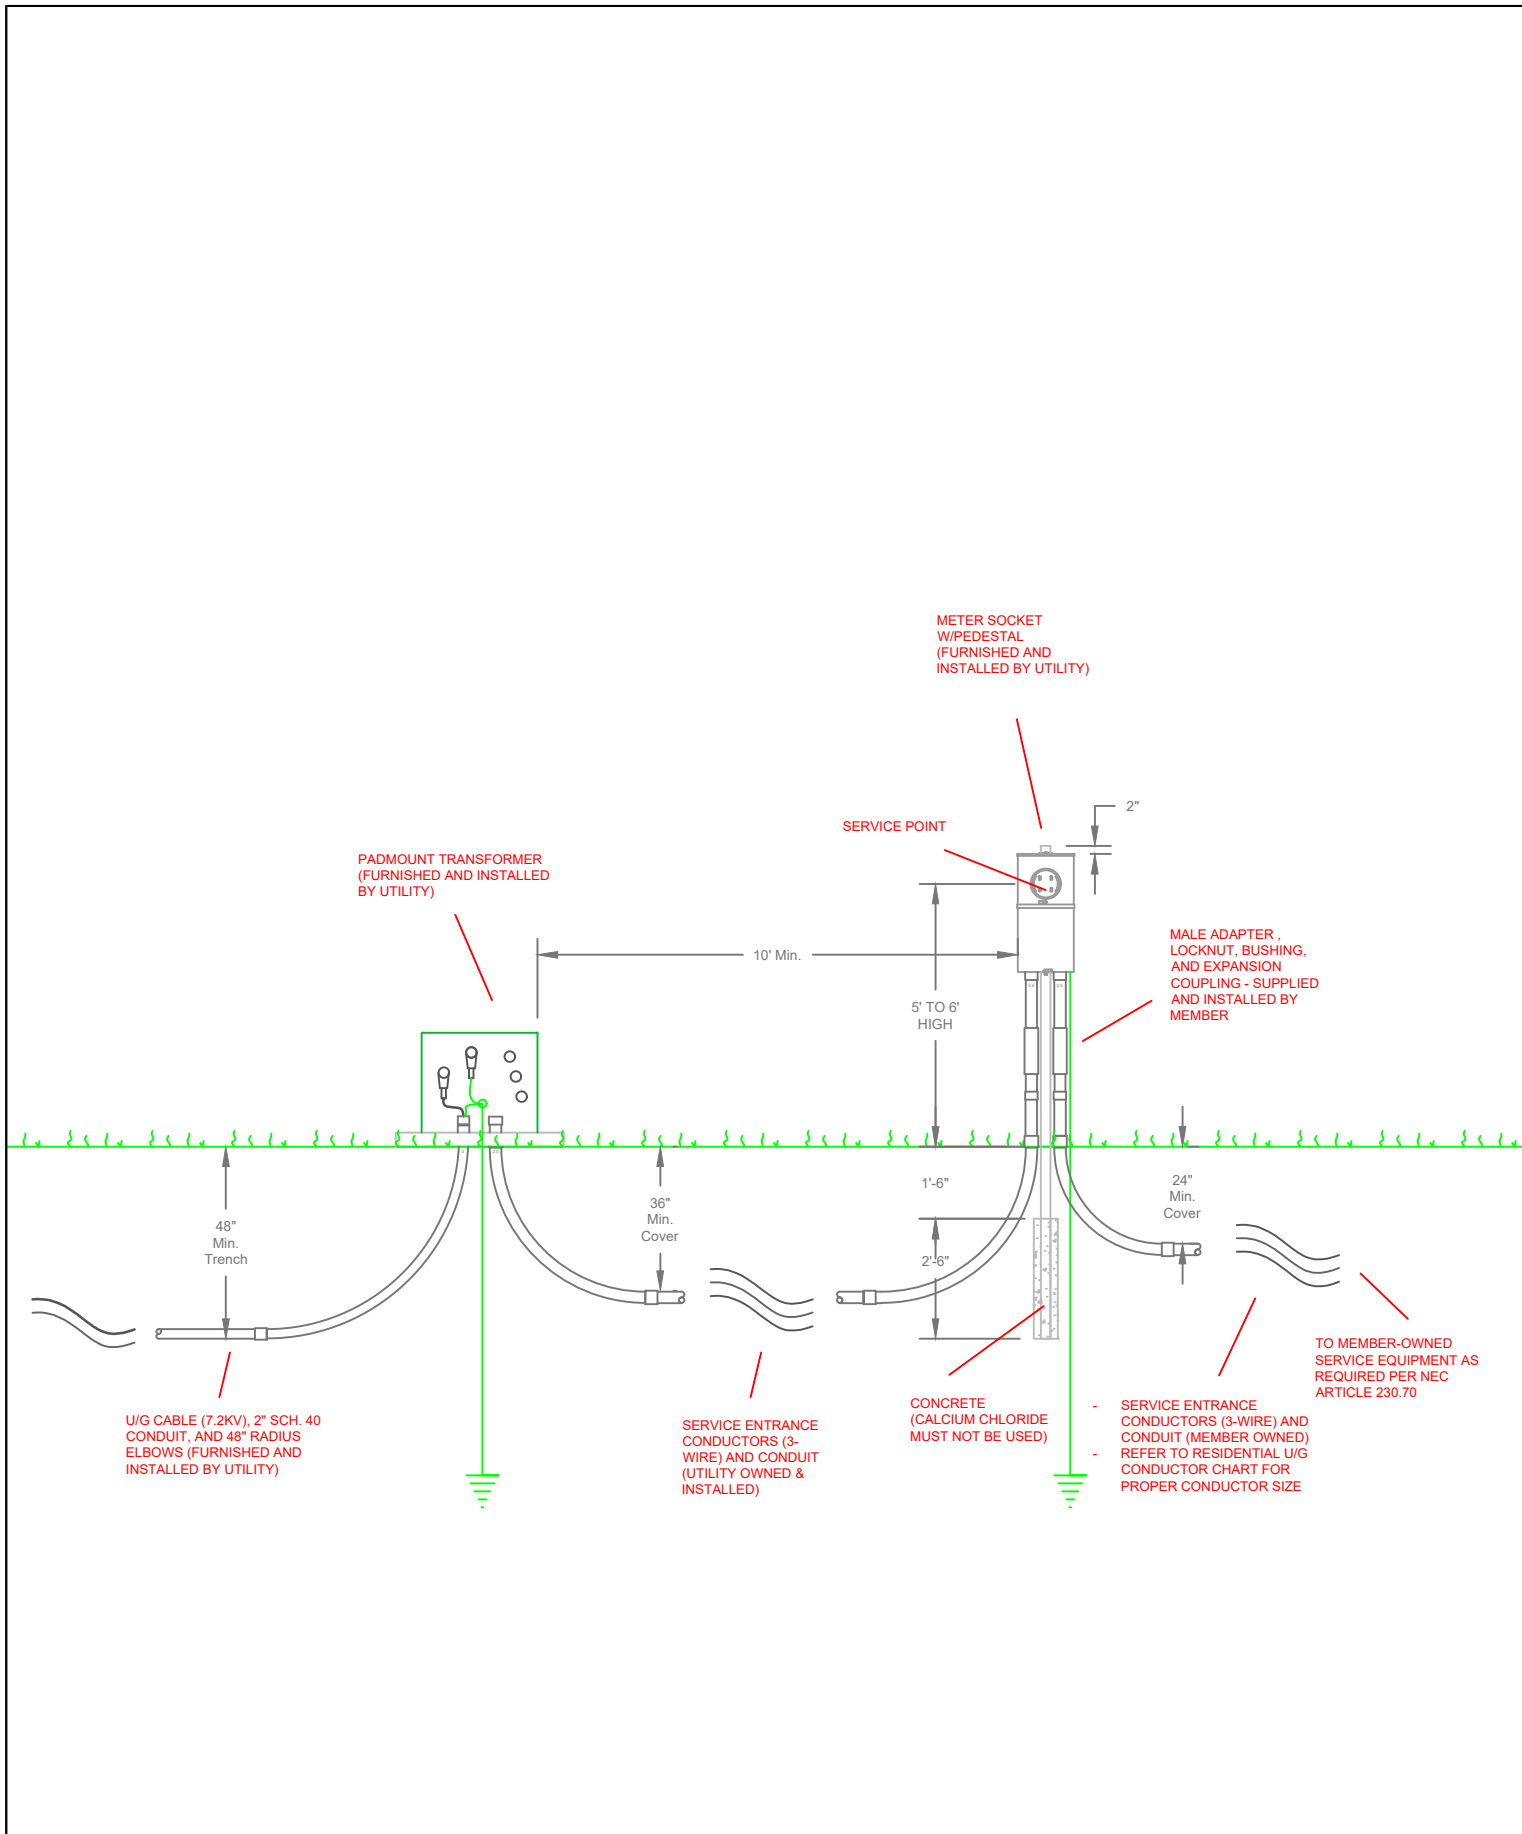 METER SOCKET
W/PEDESTAL
(FURNISHED AND
INSTALLED BY UTILITY)
2"
SERVICE POINT
PADMOUNT TRANSFORMER
(FURNISHED AND INSTALLED
BY UTILITY)
10' Min.
MALE ADAPTER ,
LOCKNUT, BUSHING,
AND EXPANSION
COUPLING - SUPPLIED
AND INSTALLED BY
MEMBER
5' TO 6'
HIGH
48"
Min.
Trench
36"
Min.
Cover
1'-6"
2'-6"
24"
Min.
Cover
U/G CABLE (7.2KV), 2" SCH. 40
CONDUIT, AND 48" RADIUS
ELBOWS (FURNISHED AND
INSTALLED BY UTILITY)
SERVICE ENTRANCE
CONDUCTORS (3-
WIRE) AND CONDUIT
(UTILITY OWNED &
INSTALLED)
CONCRETE
(CALCIUM CHLORIDE
MUST NOT BE USED)
- SERVICE ENTRANCE
CONDUCTORS (3-WIRE) AND
CONDUIT (MEMBER OWNED)
- REFER TO RESIDENTIAL U/G
CONDUCTOR CHART FOR
PROPER CONDUCTOR SIZE
TO MEMBER-OWNED
SERVICE EQUIPMENT AS
REQUIRED PER NEC
ARTICLE 230.70